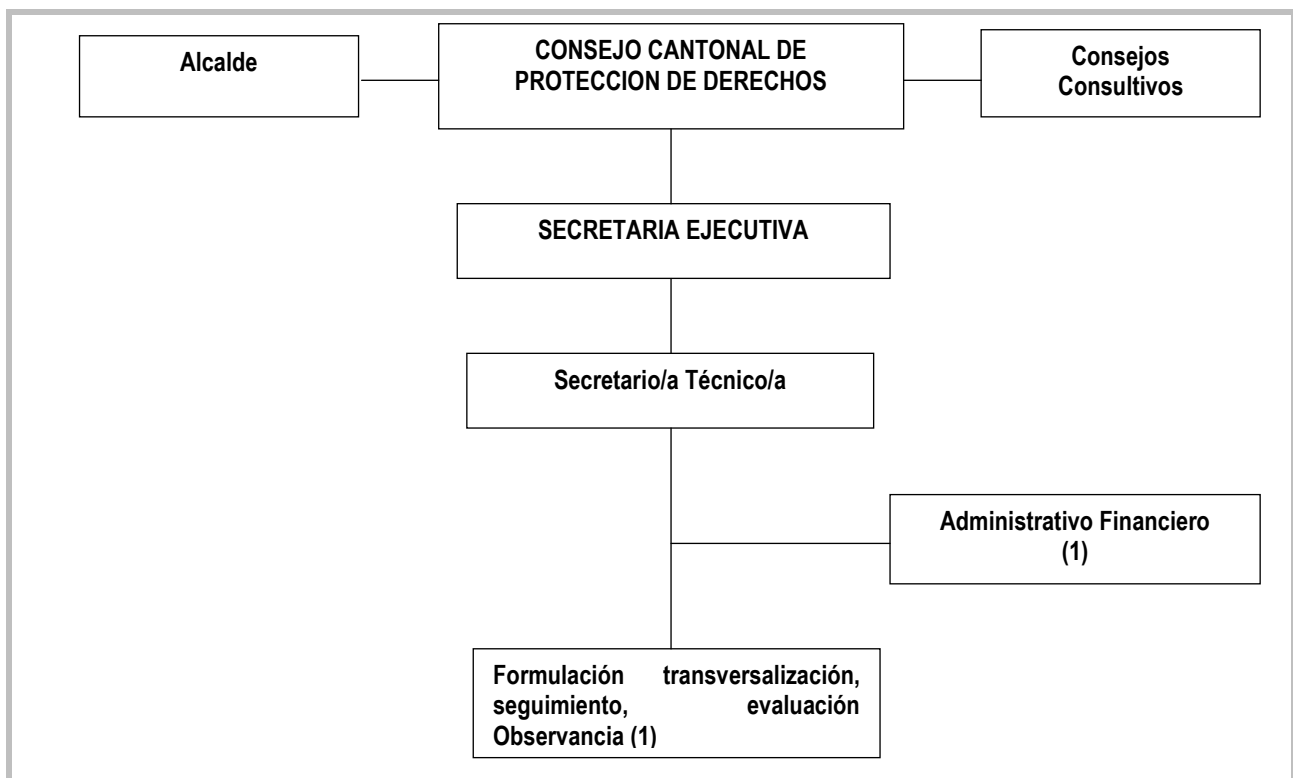 Alcalde
CONSEJO CANTONAL DE
PROTECCION DE DERECHOS
Consejos
Consultivos
SECRETARIA EJECUTIVA
Secretario/a Técnico/a
Administrativo Financiero
(1)
Formulación transversalización,
seguimiento, evaluación
Observancia (1)